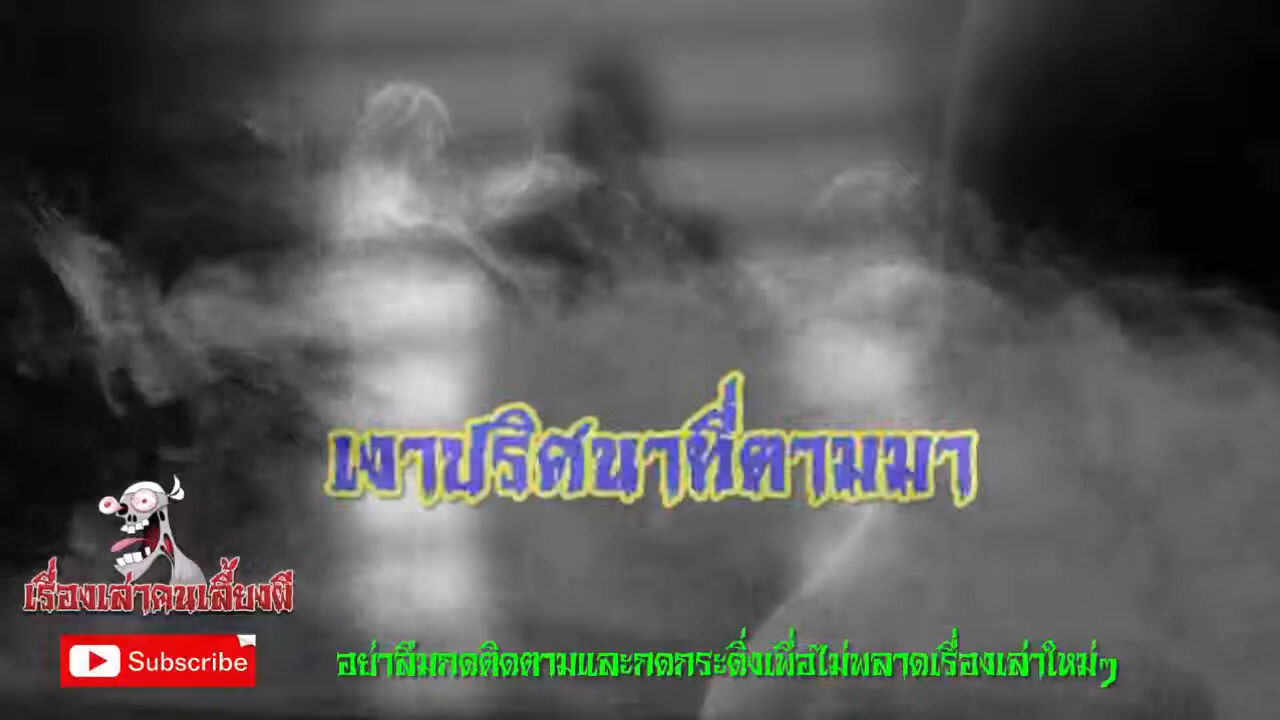 เงาปริศนาที่ตามมา
เรื่องเล่าคนเลี้ยงผี
Subscribe
อย่าลืมกดติดตามและกดกระดิ่งเพื่อไม่พลาดเรื่องเล่าใหม่ๆ